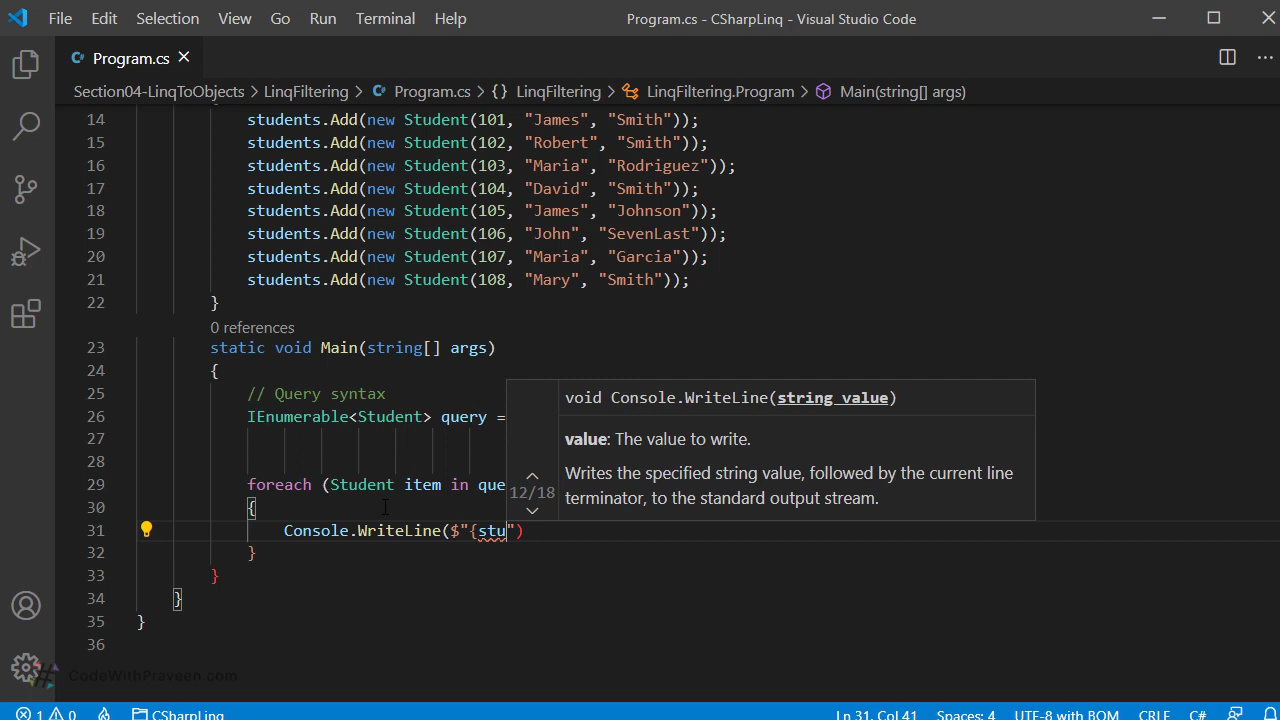 File Edit Selection View Go Run Terminal Help
Program.cs - CSharpLinq - Visual Studio Code
Program.cs
Section04-LinqToObjects > LinqFiltering > Program.cs > {} LinqFiltering > LinqFiltering.Program > Main(string[] args)
14 students.Add(new Student(101, "James", "Smith"));
15 students.Add(new Student(102, "Robert", "Smith"));
16 students.Add(new Student(103, "Maria", "Rodriguez"));
17 students.Add(new Student(104, "David", "Smith"));
18 students.Add(new Student(105, "James", "Johnson"));
19 students.Add(new Student(106, "John", "SevenLast"));
20 students.Add(new Student(107, "Maria", "Garcia"));
21 students.Add(new Student(108, "Mary", "Smith"));
22 }
0 references
23 static void Main(string[] args)
24 {
25 // Query syntax
26 IEnumerable<Student> query =
27
28
29 foreach (Student item in que
30 {
31 Console.WriteLine($"{stu")
32 }
33 }
34 }
35 }
36
void Console.WriteLine(string value)
value: The value to write.
12/18
Writes the specified string value, followed by the current line
terminator, to the standard output stream.
# CodeWithPraveen.com
1 0 CSharpLinq Ln 31, Col 41 Spaces: 4 UTF-8 with BOM CRLF C#